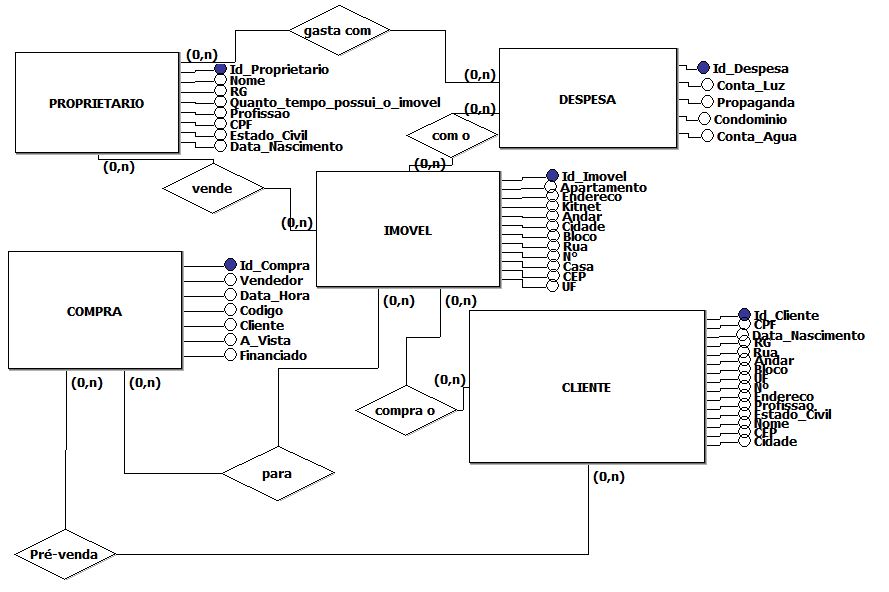 gasta com
(0,n)
PROPRIETARIO
Id_Proprietario
Nome
RG
Quanto_tempo_possui_o_imovel
Profissao
CPF
Estado_Civil
Data_Nascimento
(0,n)
(0,n)
DESPESA
Id_Despesa
Conta_Luz
Propaganda
Condominio
Conta_Agua
(0,n)
com o
(0,n)
vende
(0,n)
IMOVEL
Id_Imovel
Apartamento
Endereco
Kitnet
Andar
Cidade
Bloco
Rua
Nº
Casa
CEP
UF
(0,n)
(0,n)
COMPRA
Id_Compra
Vendedor
Data_Hora
Codigo
Cliente
A_Vista
Financiado
(0,n)
(0,n)
compra o
(0,n)
CLIENTE
Id_Cliente
CPF
Data_Nascimento
RG
Rua
Andar
Bloco
UF
Nº
Endereco
Profissao
Estado_Civil
Nome
CEP
Cidade
(0,n)
para
Pré-venda